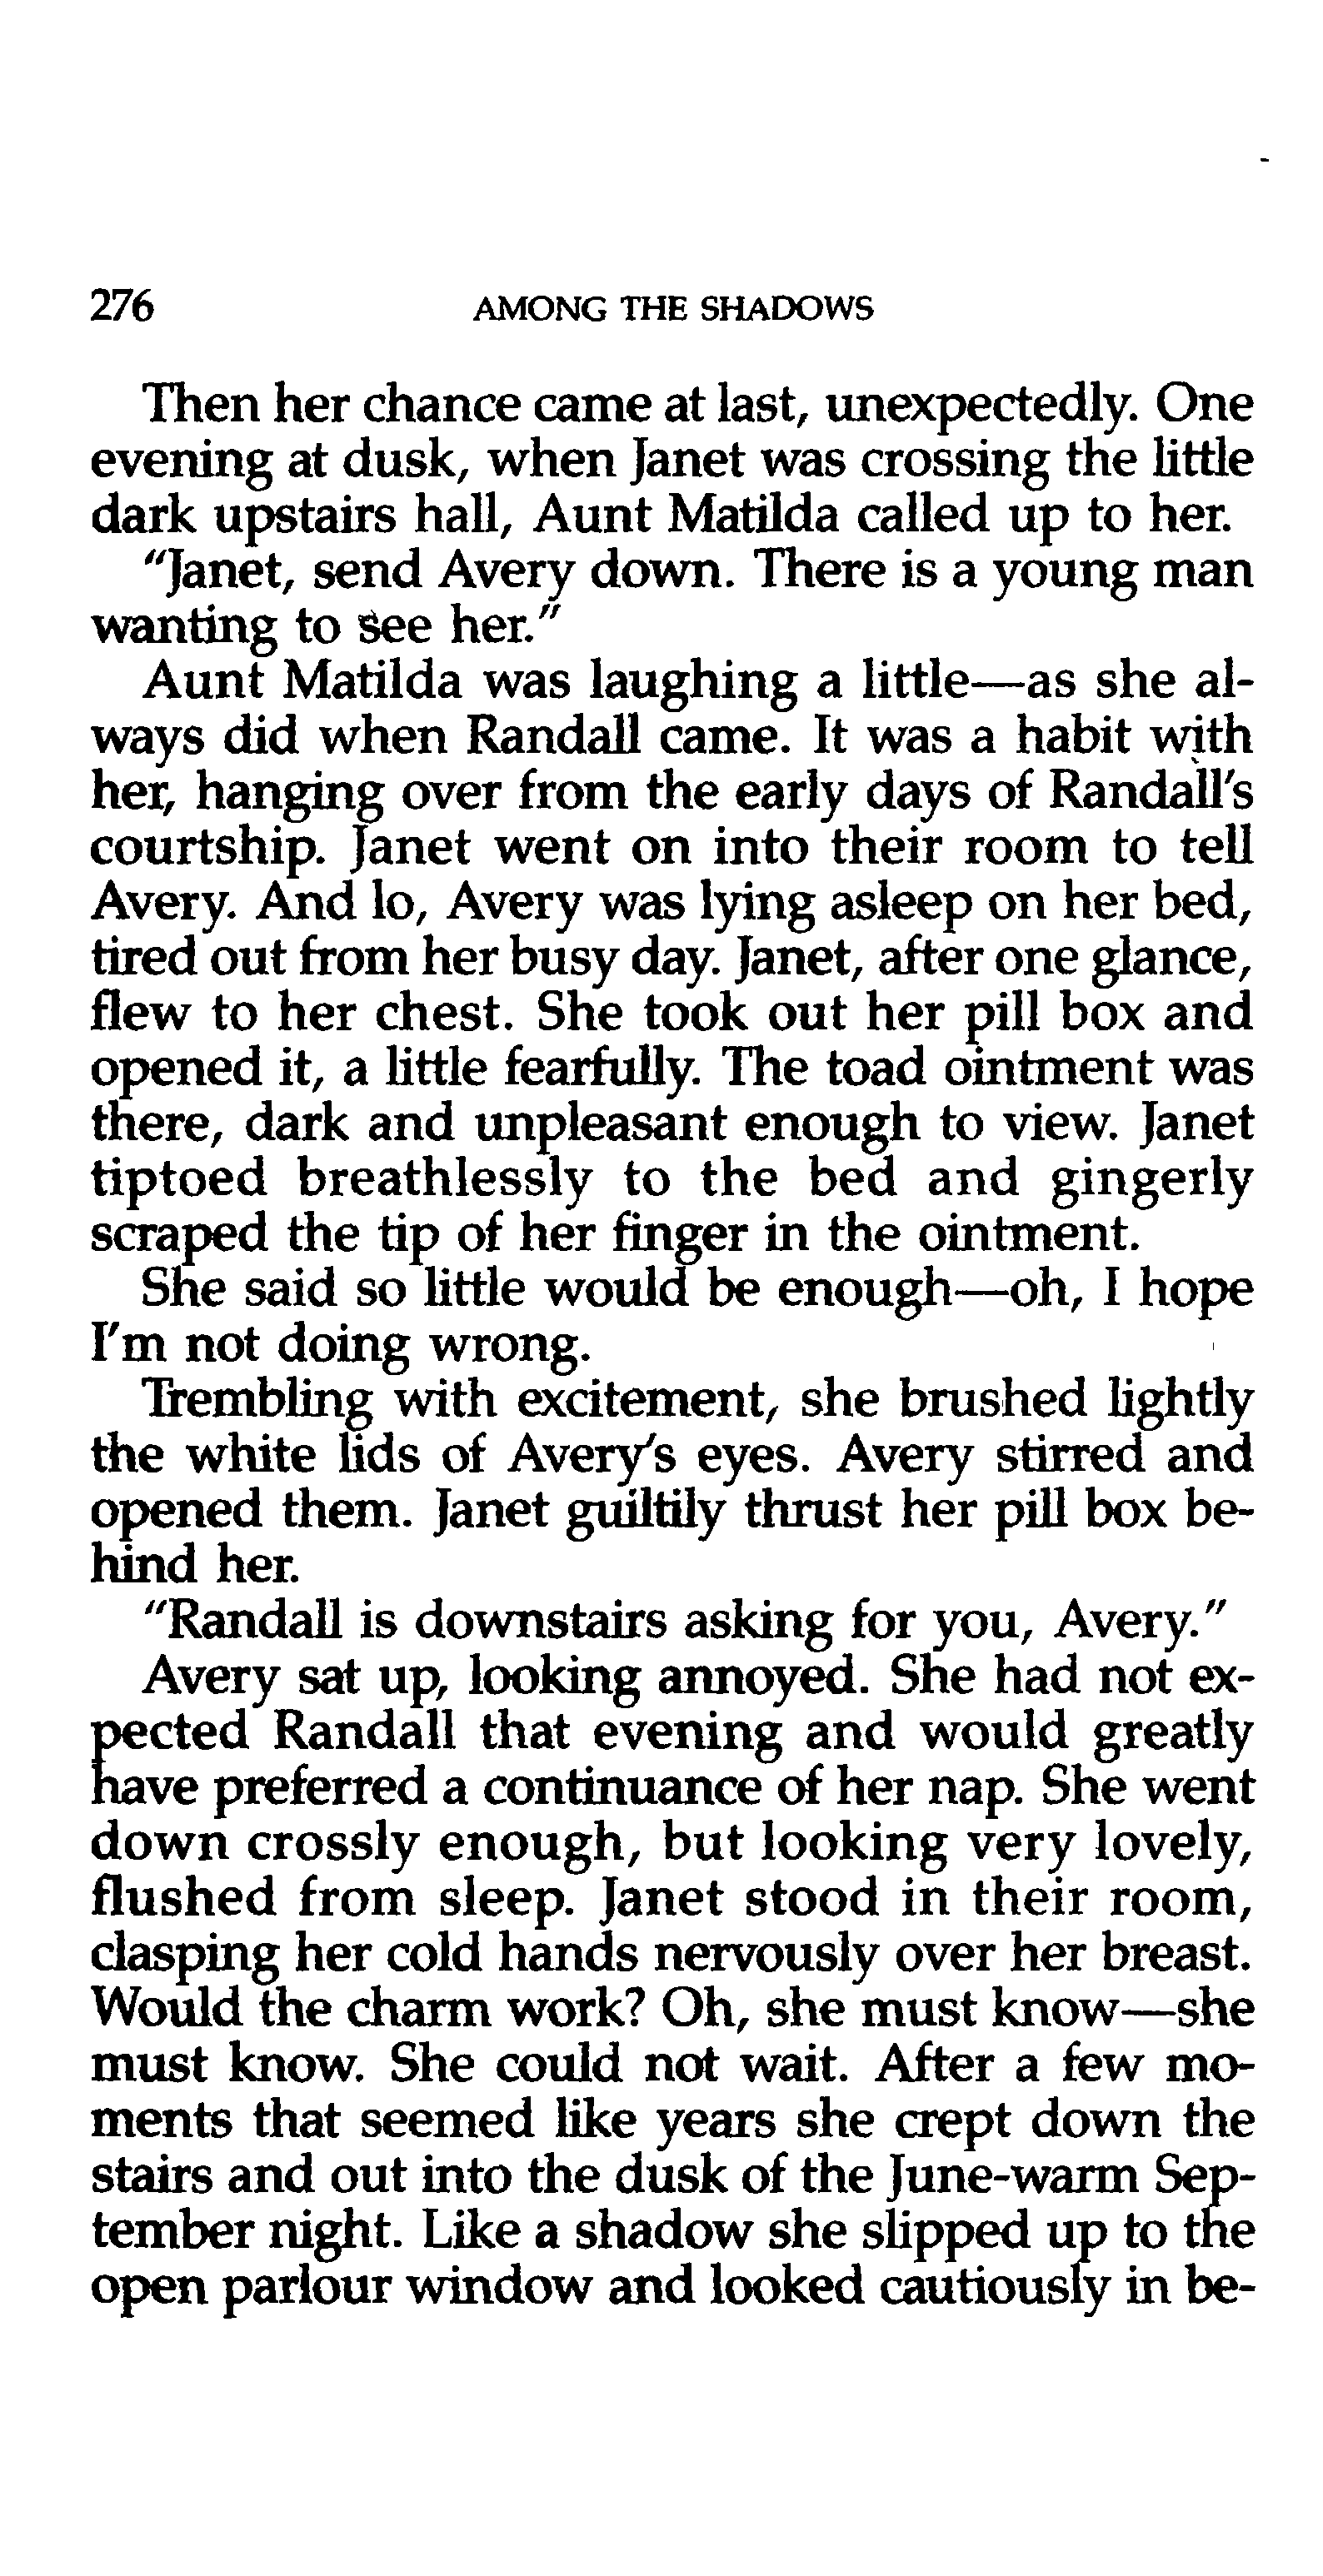 276 AMONG THE SHADOWS
Then her chance came at last, unexpectedly. One
evening at dusk, when Janet was crossing the little
dark upstairs hall, Aunt Matilda called up to her.
"Janet, send Avery down. There is a young man
wanting to see her."
Aunt Matilda was laughing a little—as she al-
ways did when Randall came. It was a habit with
her, hanging over from the early days of Randall's
courtship. Janet went on into their room to tell
Avery. And lo, Avery was lying asleep on her bed,
tired out from her busy day. Janet, after one glance,
flew to her chest. She took out her pill box and
opened it, a little fearfully. The toad ointment was
there, dark and unpleasant enough to view. Janet
tiptoed breathlessly to the bed and gingerly
scraped the tip of her finger in the ointment.
She said so little would be enough—oh, I hope
I'm not doing wrong.
Trembling with excitement, she brushed lightly
the white lids of Avery's eyes. Avery stirred and
opened them. Janet guiltily thrust her pill box be-
hind her.
"Randall is downstairs asking for you, Avery."
Avery sat up, looking annoyed. She had not ex-
pected Randall that evening and would greatly
have preferred a continuance of her nap. She went
down crossly enough, but looking very lovely,
flushed from sleep. Janet stood in their room,
clasping her cold hands nervously over her breast.
Would the charm work? Oh, she must know—she
must know. She could not wait. After a few mo-
ments that seemed like years she crept down the
stairs and out into the dusk of the June-warm Sep-
tember night. Like a shadow she slipped up to the
open parlour window and looked cautiously in be-